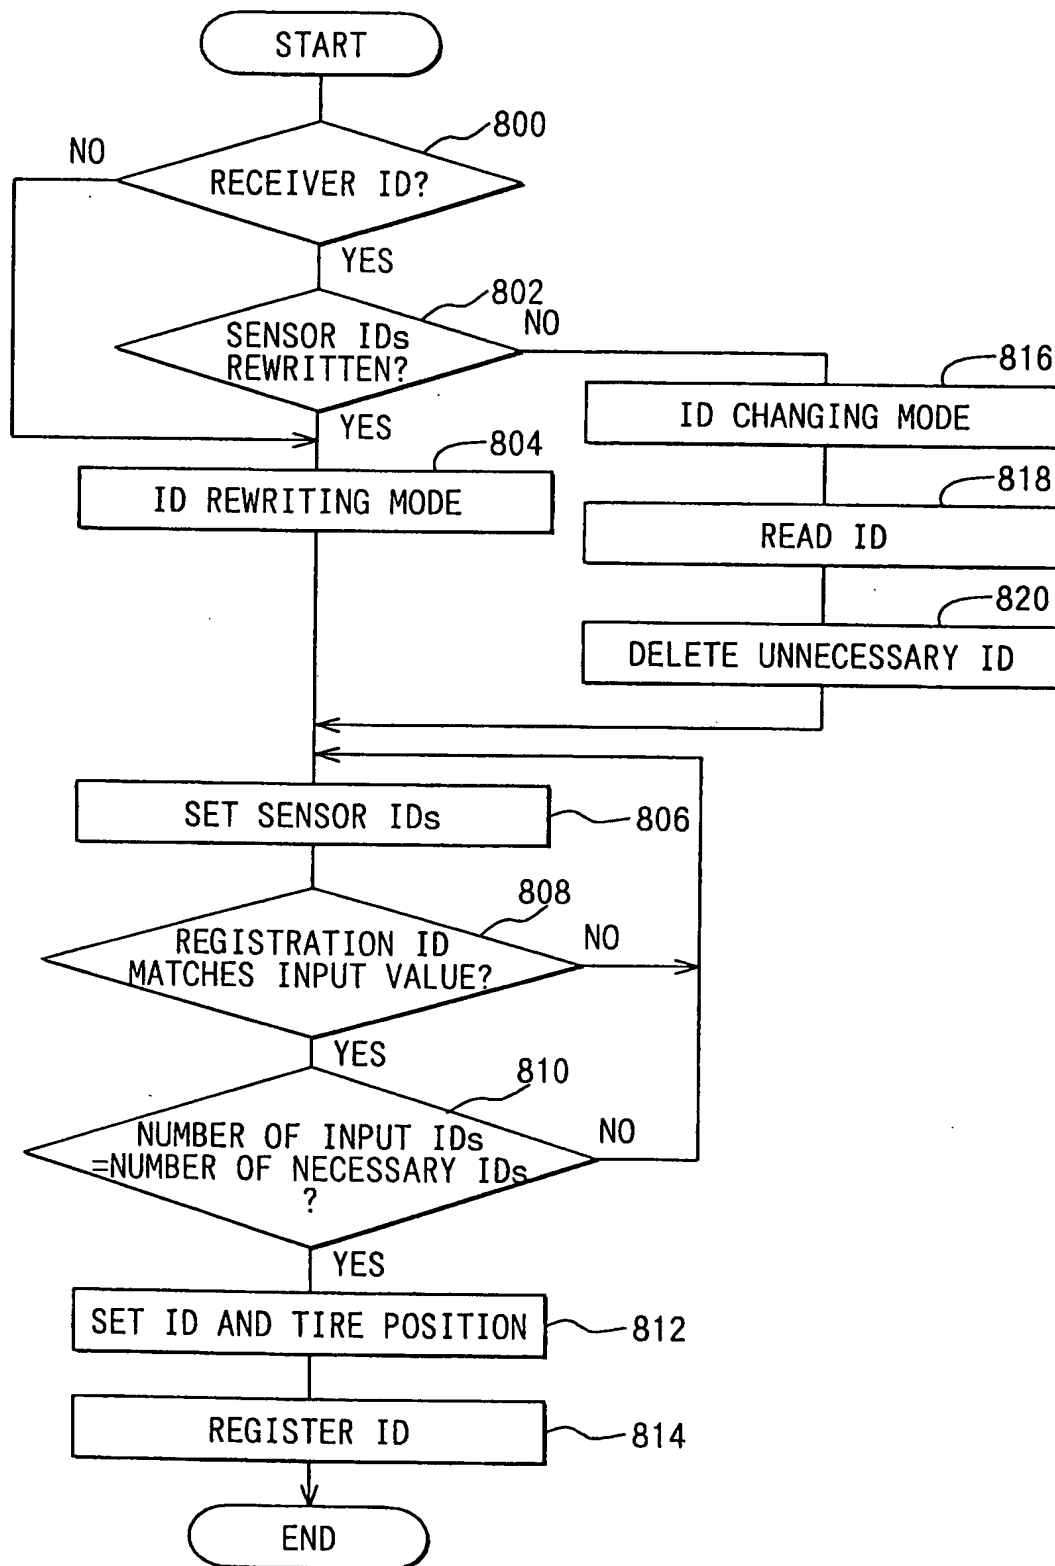 START
800
NO
RECEIVER ID?
YES
802
NO
SENSOR IDs
REWRITTEN?
816
YES
ID CHANGING MODE
804
ID REWRITING MODE
818
READ ID
820
DELETE UNNECESSARY ID
SET SENSOR IDs
806
808
REGISTRATION ID
MATCHES INPUT VALUE?
NO
YES
810
NUMBER OF INPUT IDs
=NUMBER OF NECESSARY IDs
?
NO
YES
SET ID AND TIRE POSITION
812
REGISTER ID
814
END